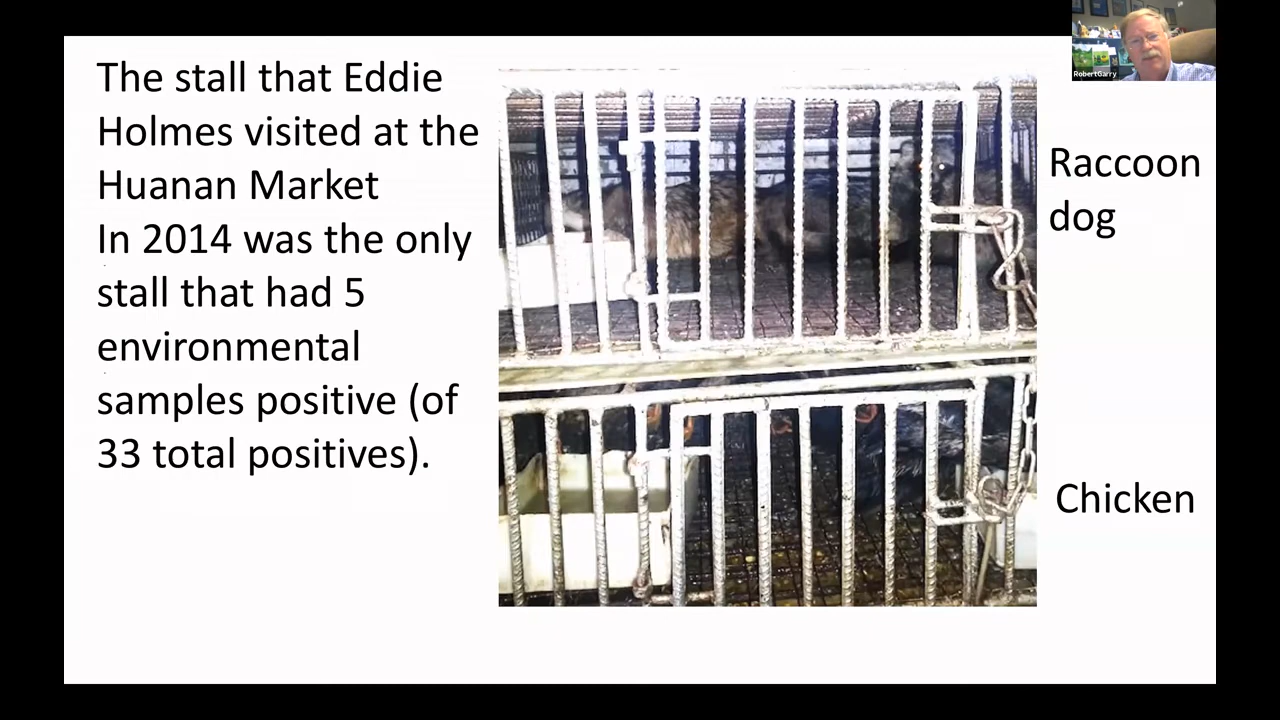 The stall that Eddie
Holmes visited at the
Huanan Market
In 2014 was the only
stall that had 5
environmental
samples positive (of
33 total positives).
Raccoon
dog
Chicken
RobertGarry